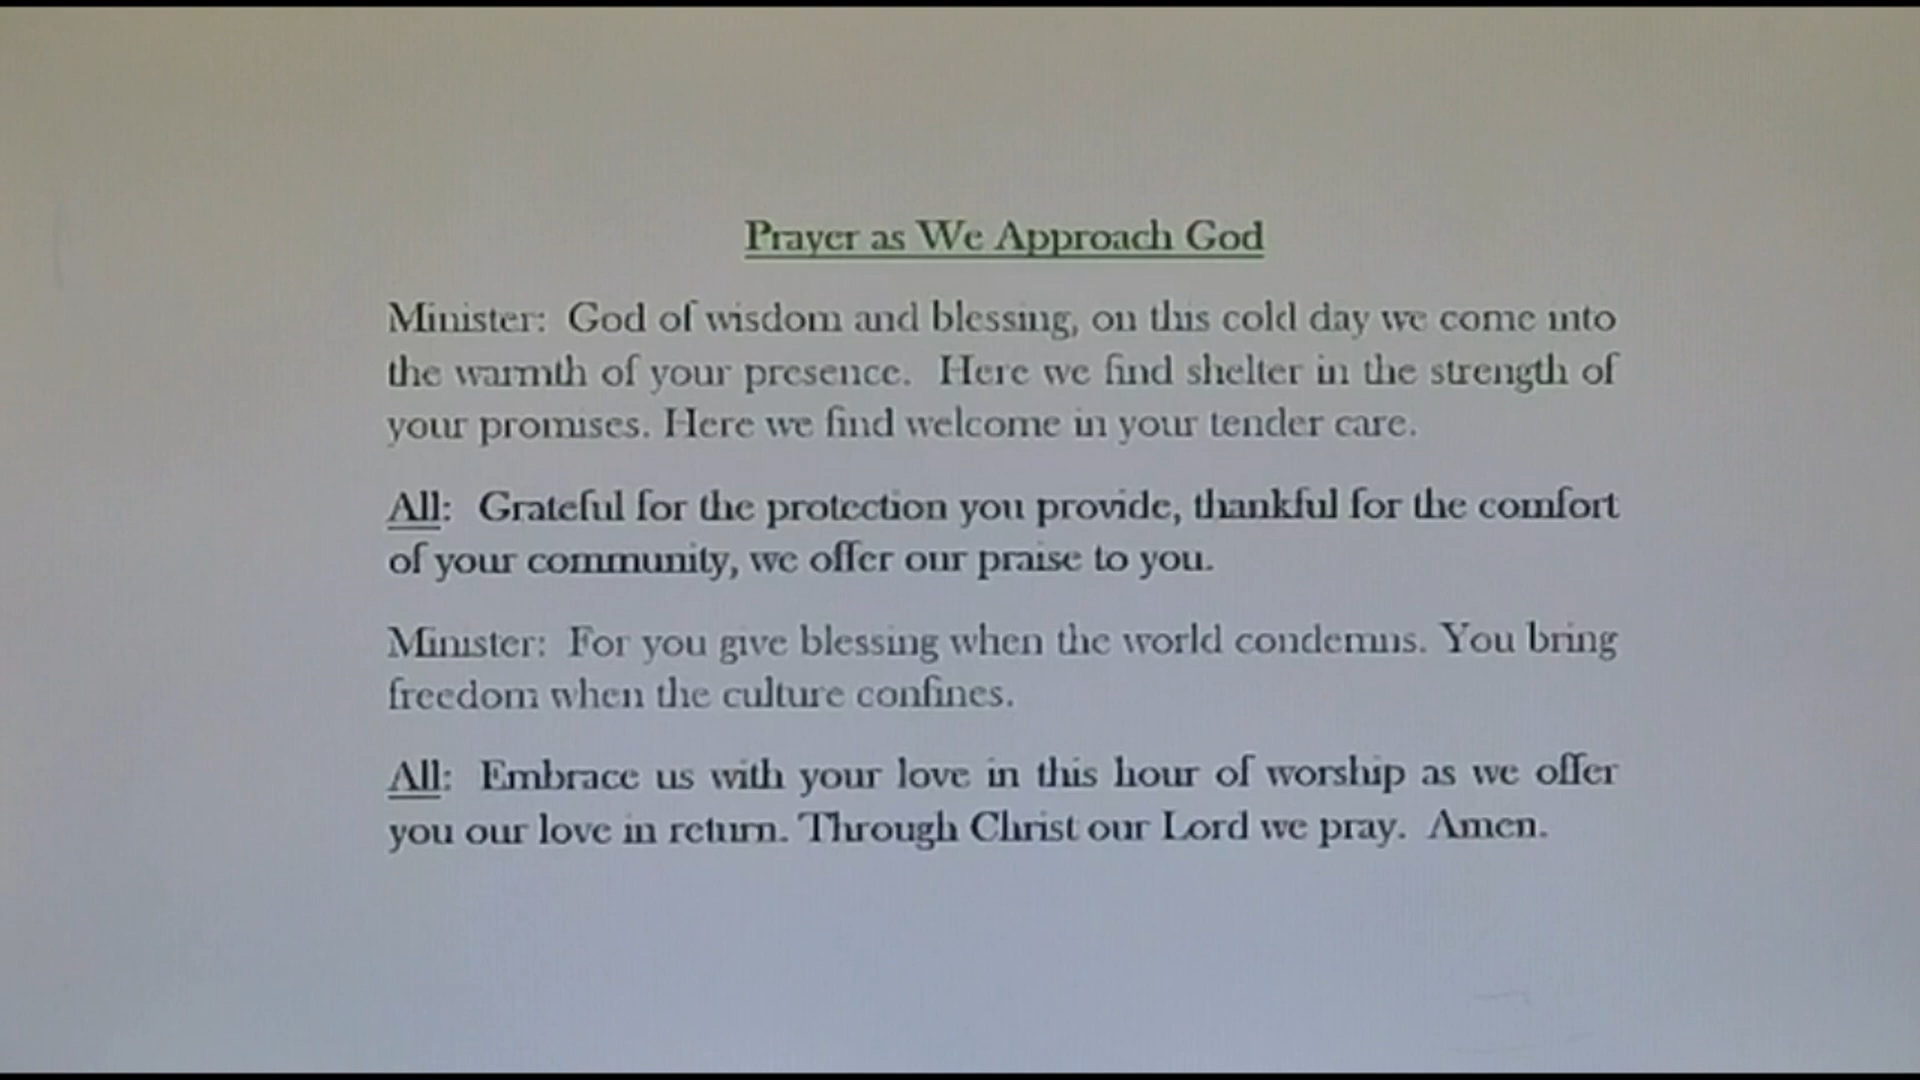 Prayer as We Approach God
Minister: God of wisdom and blessing, on this cold day we come into
the warmth of your presence. Here we find shelter in the strength of
your promises. Here we find welcome in your tender care.
All: Grateful for the protection you provide, thankful for the comfort
of your community, we offer our praise to you.
Minister: For you give blessing when the world condemns. You bring
freedom when the culture confines.
All: Embrace us with your love in this hour of worship as we offer
you our love in return. Through Christ our Lord we pray. Amen.